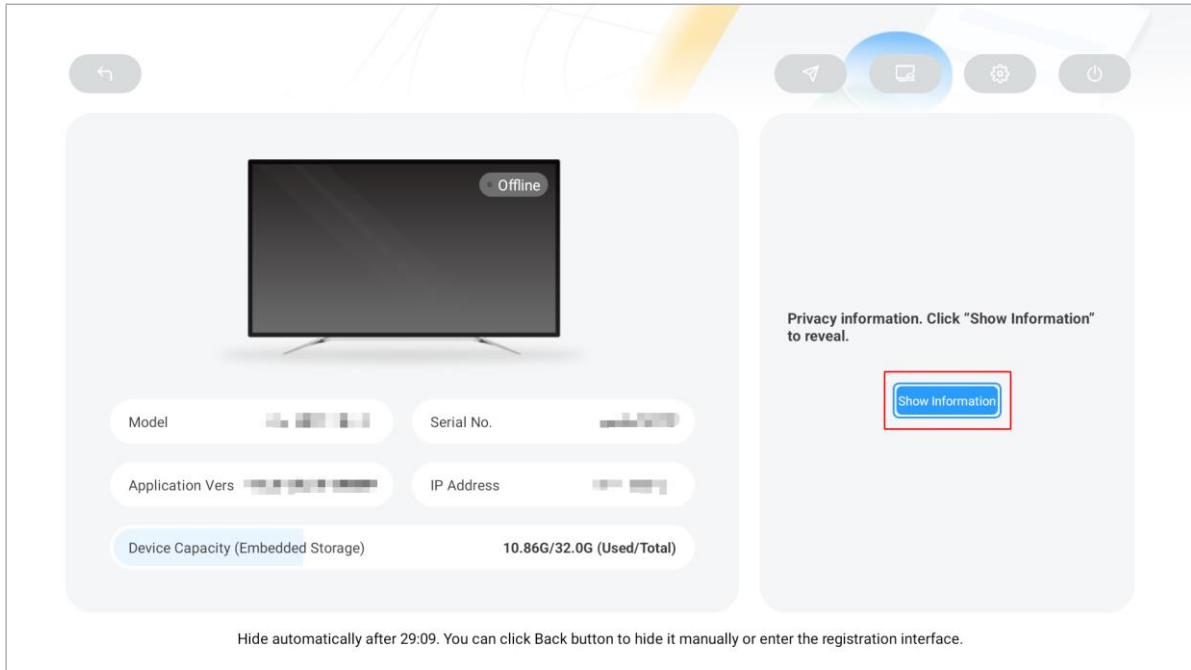 Offline
Privacy information. Click “Show Information”
to reveal.
Show Information
Model
Serial No.
Application Vers
IP Address
Device Capacity (Embedded Storage) 10.86G/32.0G (Used/Total)
Hide automatically after 29:09. You can click Back button to hide it manually or enter the registration interface.